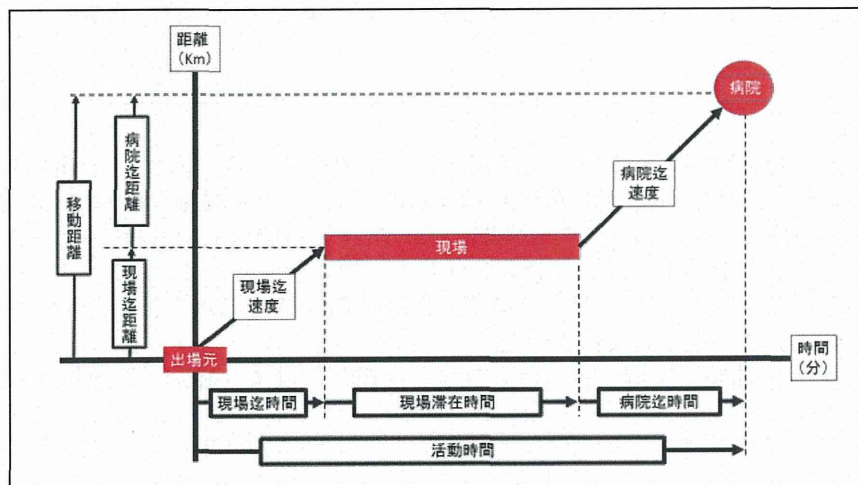 距離
（Km）
病院
病院迄距離
病院迄
速度
移動距離
現場
現場迄距離
現場迄
速度
出場元
時間
（分）
現場迄時間
現場滞在時間
病院迄時間
活動時間